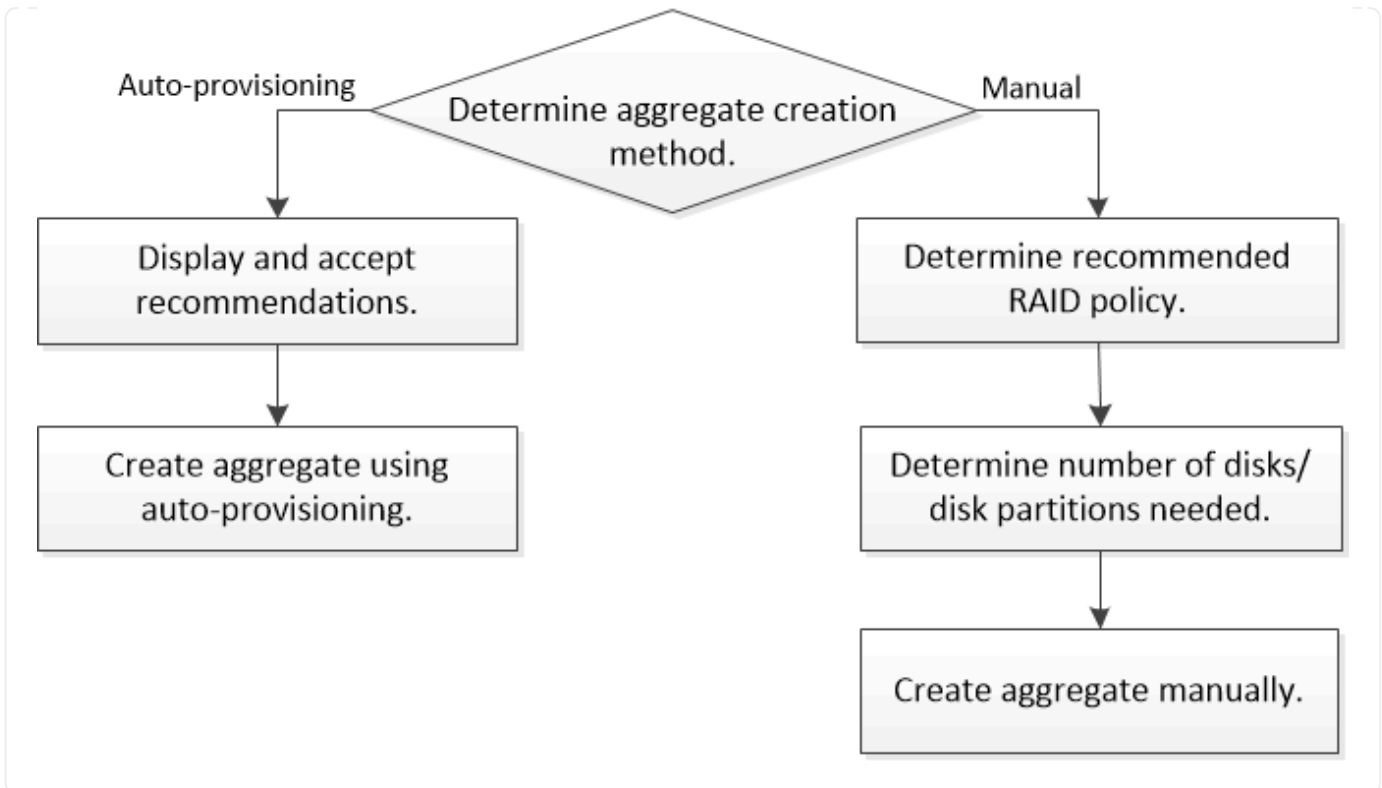 Auto-provisioning
Determine aggregate creation
method.
Manual
Display and accept
recommendations.
Create aggregate using
auto-provisioning.
Determine recommended
RAID policy.
Determine number of disks/
disk partitions needed.
Create aggregate manually.